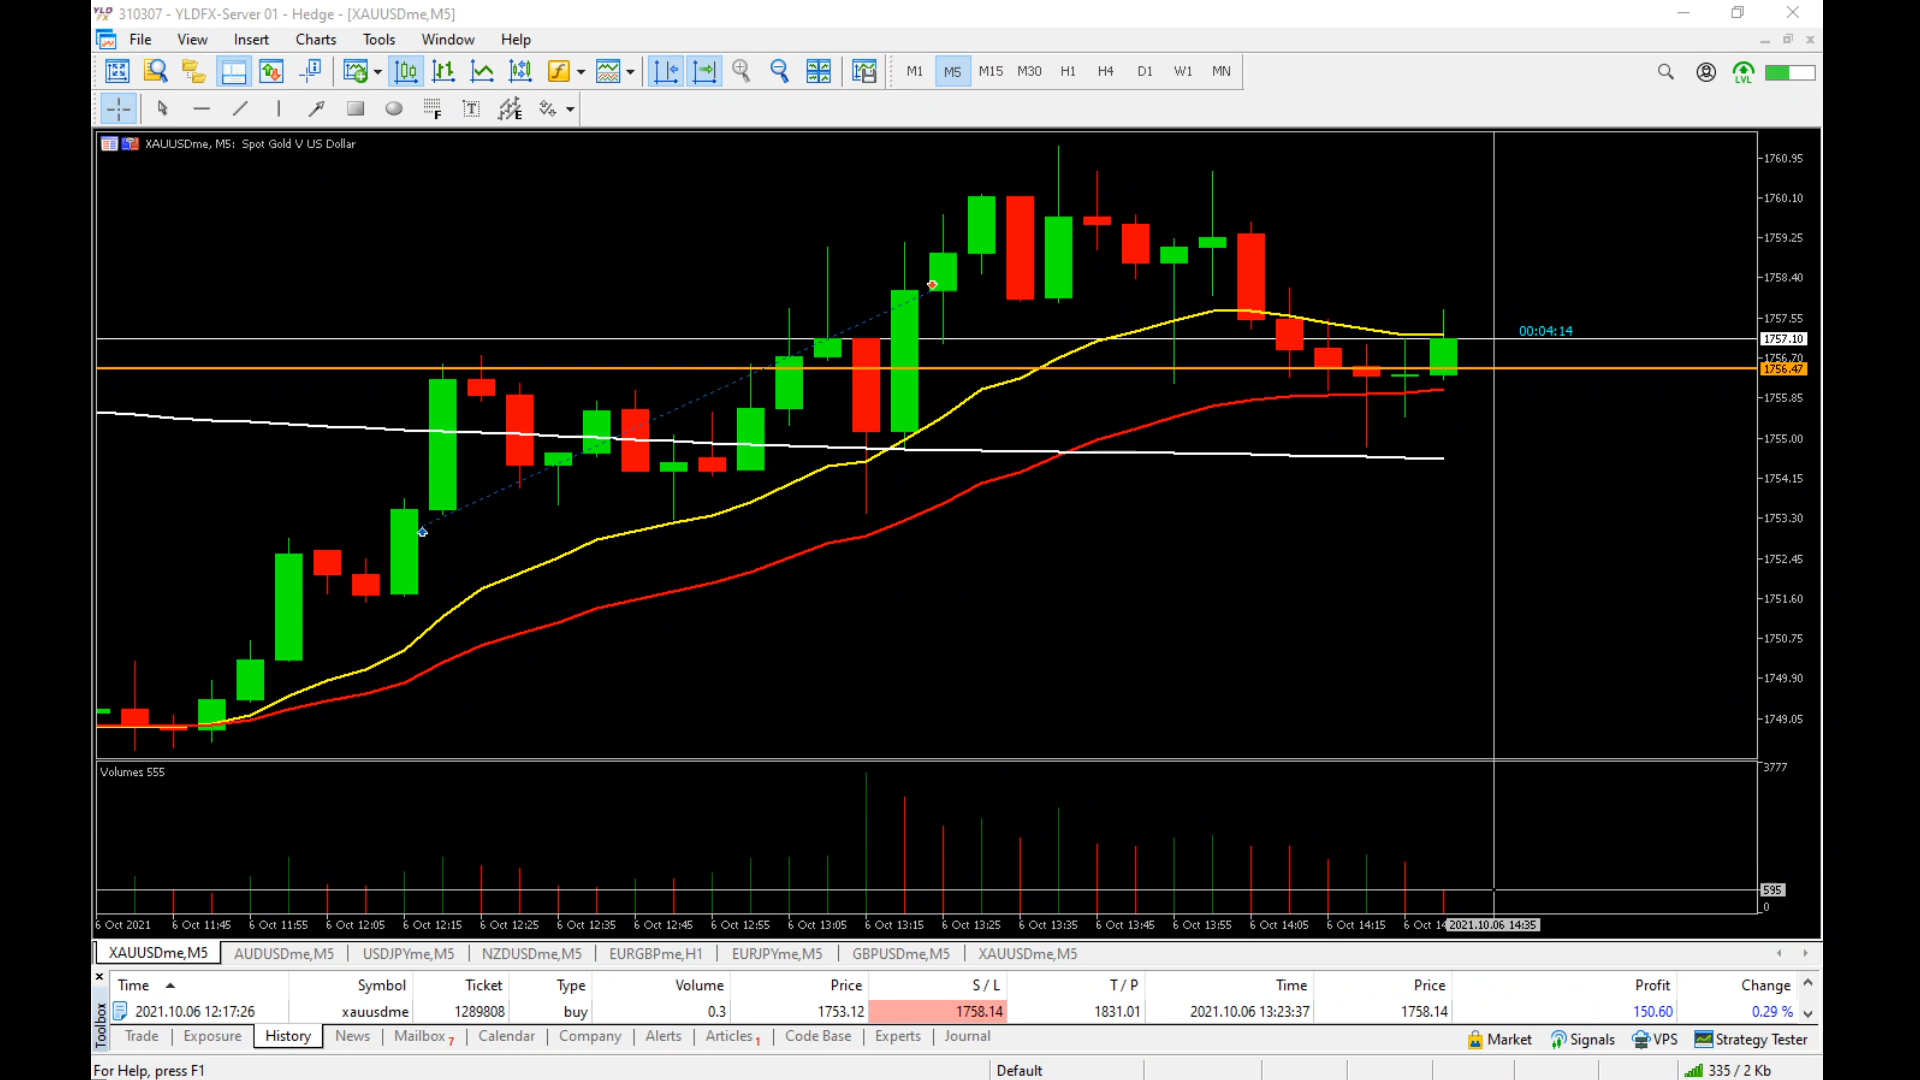 YLD FX 310307 - YLDFX-Server 01 - Hedge - [XAUUSDme,M5]
File View Insert Charts Tools Window Help
M1 M5 M15 M30 H1 H4 D1 W1 MN LVL
F T E
XAUUSDme, M5: Spot Gold V US Dollar
1760.95
1760.10
1759.25
1758.40
1757.55
00:04:14
1757.10
1756.70
1756.47
1755.85
1755.00
1754.15
1753.30
1752.45
1751.60
1750.75
1749.90
1749.05
Volumes 555
3777
595
0
6 Oct 2021 6 Oct 11:45 6 Oct 11:55 6 Oct 12:05 6 Oct 12:15 6 Oct 12:25 6 Oct 12:35 6 Oct 12:45 6 Oct 12:55 6 Oct 13:05 6 Oct 13:15 6 Oct 13:25 6 Oct 13:35 6 Oct 13:45 6 Oct 13:55 6 Oct 14:05 6 Oct 14:15 6 Oct 14 2021.10.06 14:35
XAUUSDme,M5 AUDUSDme,M5 USDJPYme,M5 NZDUSDme,M5 EURGBPme,H1 EURJPYme,M5 GBPUSDme,M5 XAUUSDme,M5
Time Symbol Ticket Type Volume Price S / L T / P Time Price Profit Change
2021.10.06 12:17:26 xauusdme 1289808 buy 0.3 1753.12 1758.14 1831.01 2021.10.06 13:23:37 1758.14 150.60 0.29 %
Toolbox
Trade Exposure History News Mailbox 7 Calendar Company Alerts Articles 1 Code Base Experts Journal Market Signals VPS Strategy Tester
For Help, press F1 Default 335 / 2 Kb